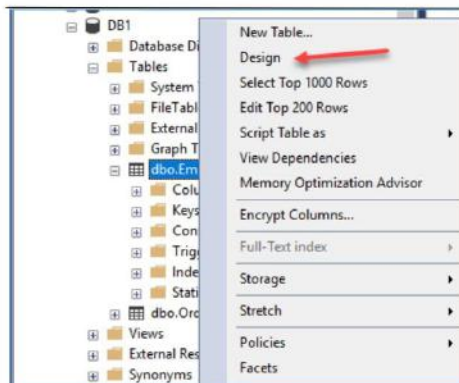 DB1
Database Di
Tables
System
FileTabl
External
Graph T
dbo.Em
Colu
Keys
Con
Trigg
Inde
Stati
dbo.Orc
Views
External Res
Synonyms
New Table...
Design
Select Top 1000 Rows
Edit Top 200 Rows
Script Table as
View Dependencies
Memory Optimization Advisor
Encrypt Columns...
Full-Text index
Storage
Stretch
Policies
Facets